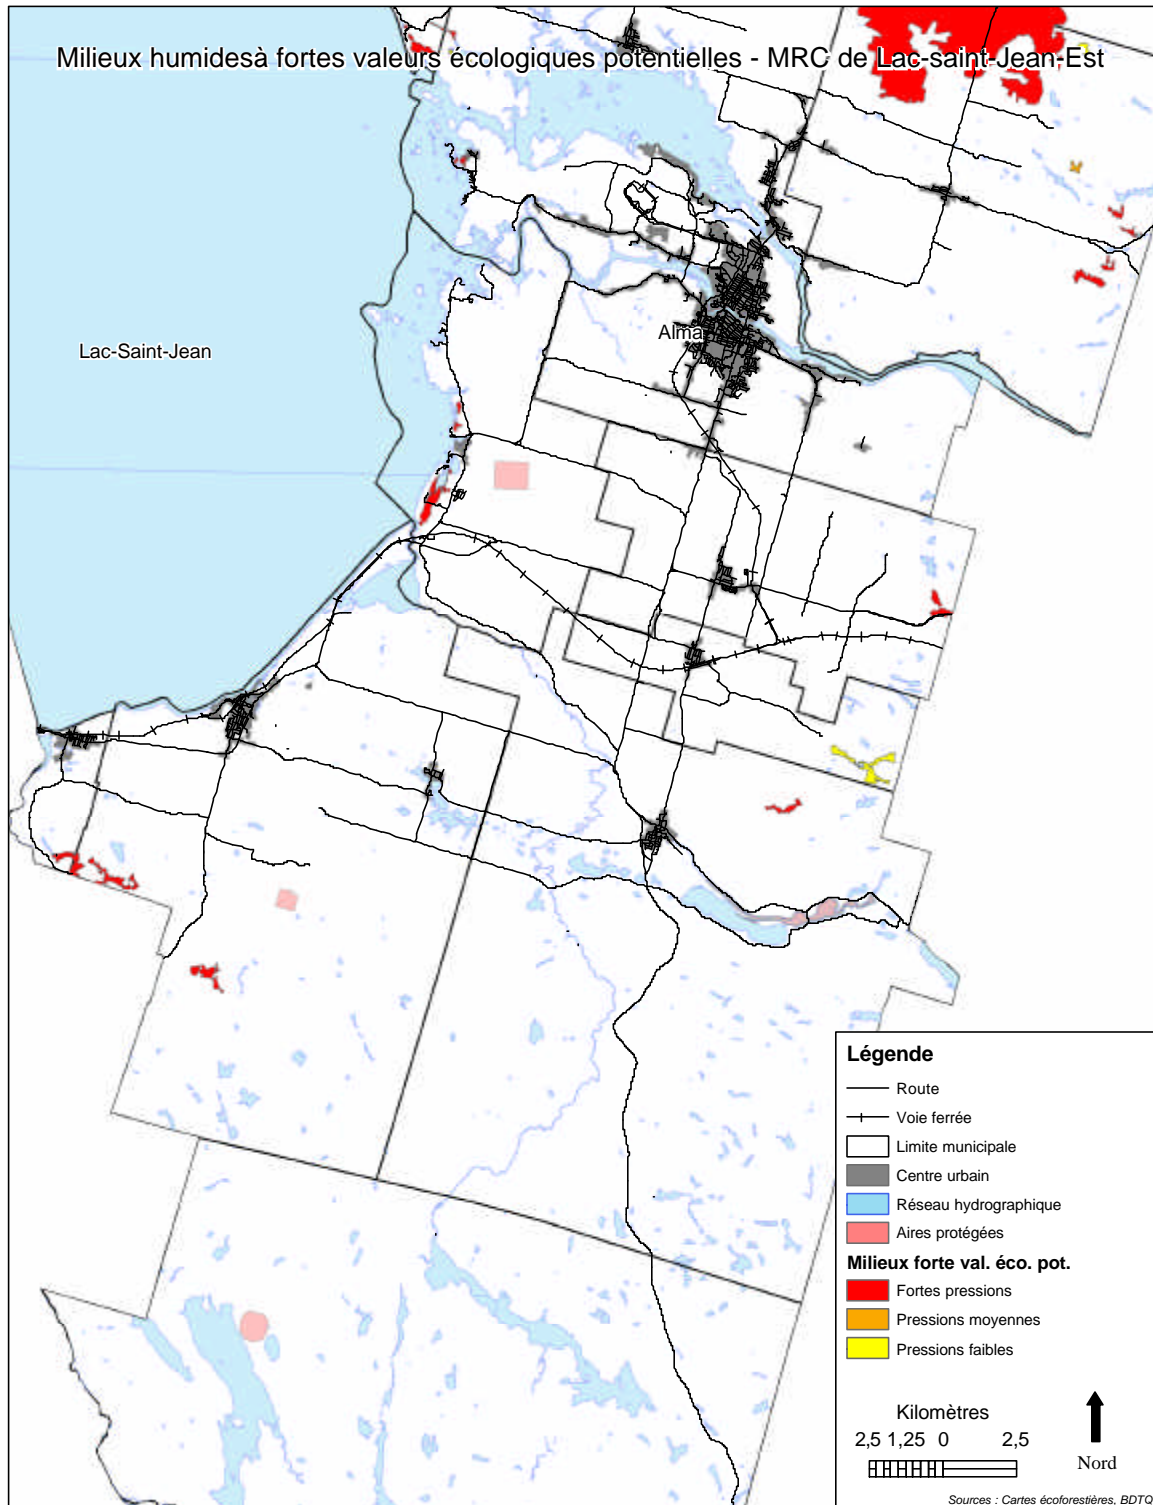 Milieux humidesà fortes valeurs écologiques potentielles - MRC de Lac-saint-Jean-Est
Lac-Saint-Jean
Alma
Légende
Route
Voie ferrée
Limite municipale
Centre urbain
Réseau hydrographique
Aires protégées
Milieux forte val. éco. pot.
Fortes pressions
Pressions moyennes
Pressions faibles
Kilomètres
2,5 1,25 0 2,5
Nord
Sources : Cartes écoforestières, BDTQ